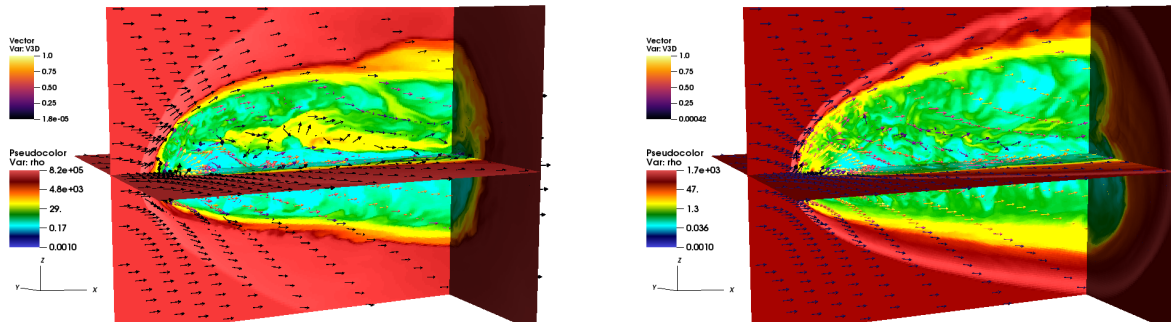 Vector
Var: V3D
1.0
0.75
0.50
0.25
1.8e-05
Pseudocolor
Var: rho
8.2e+05
4.8e+03
29.
0.17
0.0010
Z
Y
X
Vector
Var: V3D
1.0
0.75
0.50
0.25
0.00042
Pseudocolor
Var: rho
1.7e+03
47.
1.3
0.036
0.0010
Z
Y
X